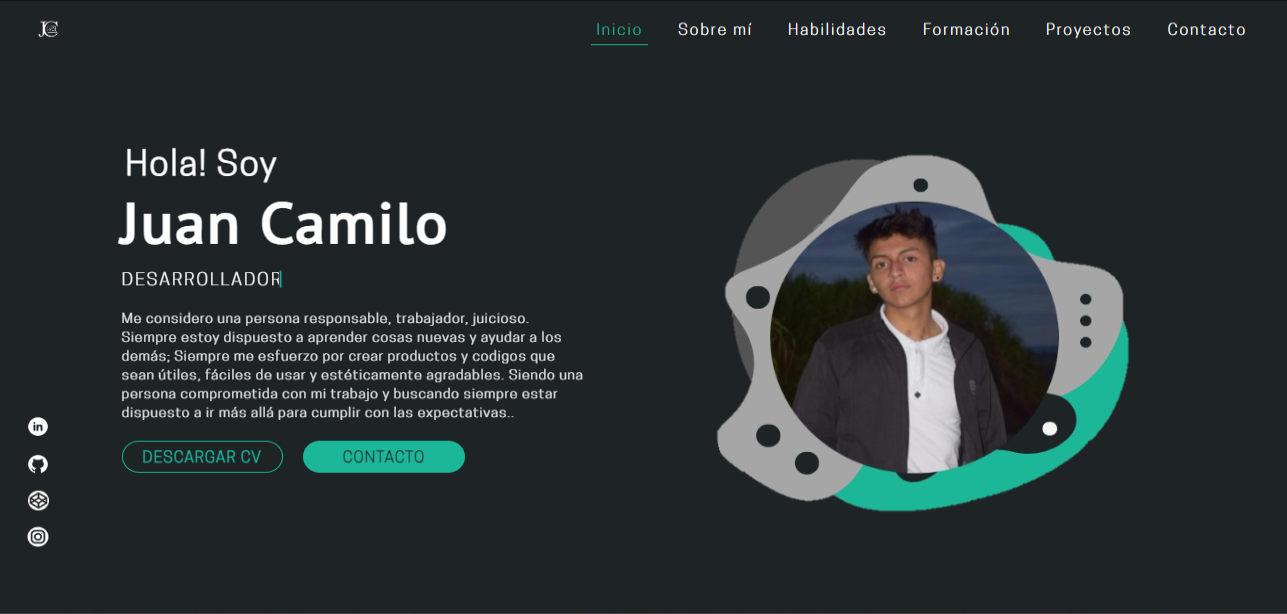 JC
Inicio Sobre mí Habilidades Formación Proyectos Contacto
Hola! Soy
Juan Camilo
DESARROLLADOR
Me considero una persona responsable, trabajador, juicioso.
Siempre estoy dispuesto a aprender cosas nuevas y ayudar a los
demás; Siempre me esfuerzo por crear productos y codigos que
sean útiles, fáciles de usar y estéticamente agradables. Siendo una
persona comprometida con mi trabajo y buscando siempre estar
dispuesto a ir más allá para cumplir con las expectativas..
in
DESCARGAR CV CONTACTO